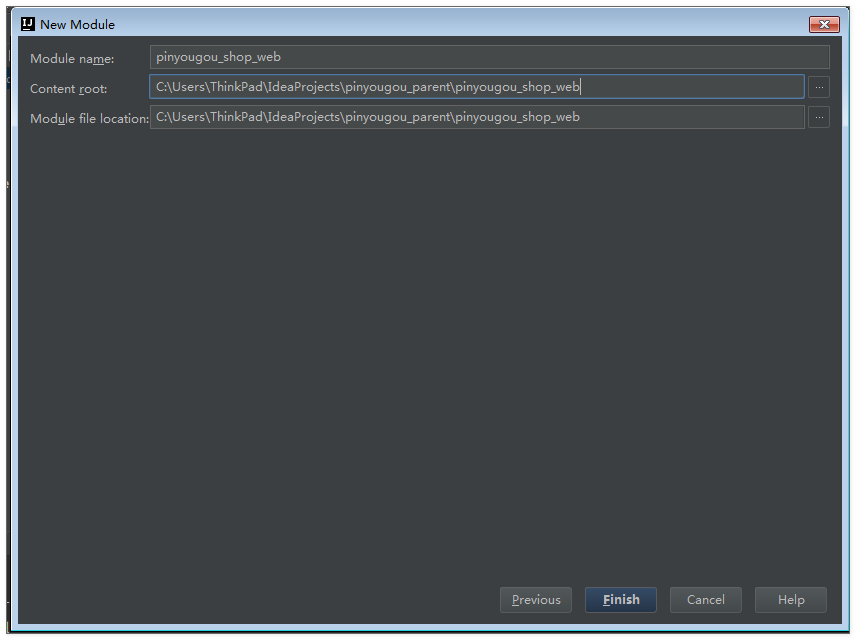 IJ New Module
Module name: pinyougou_shop_web
Content root: C:\Users\ThinkPad\IdeaProjects\pinyougou_parent\pinyougou_shop_web ...
Module file location: C:\Users\ThinkPad\IdeaProjects\pinyougou_parent\pinyougou_shop_web ...
Previous Finish Cancel Help